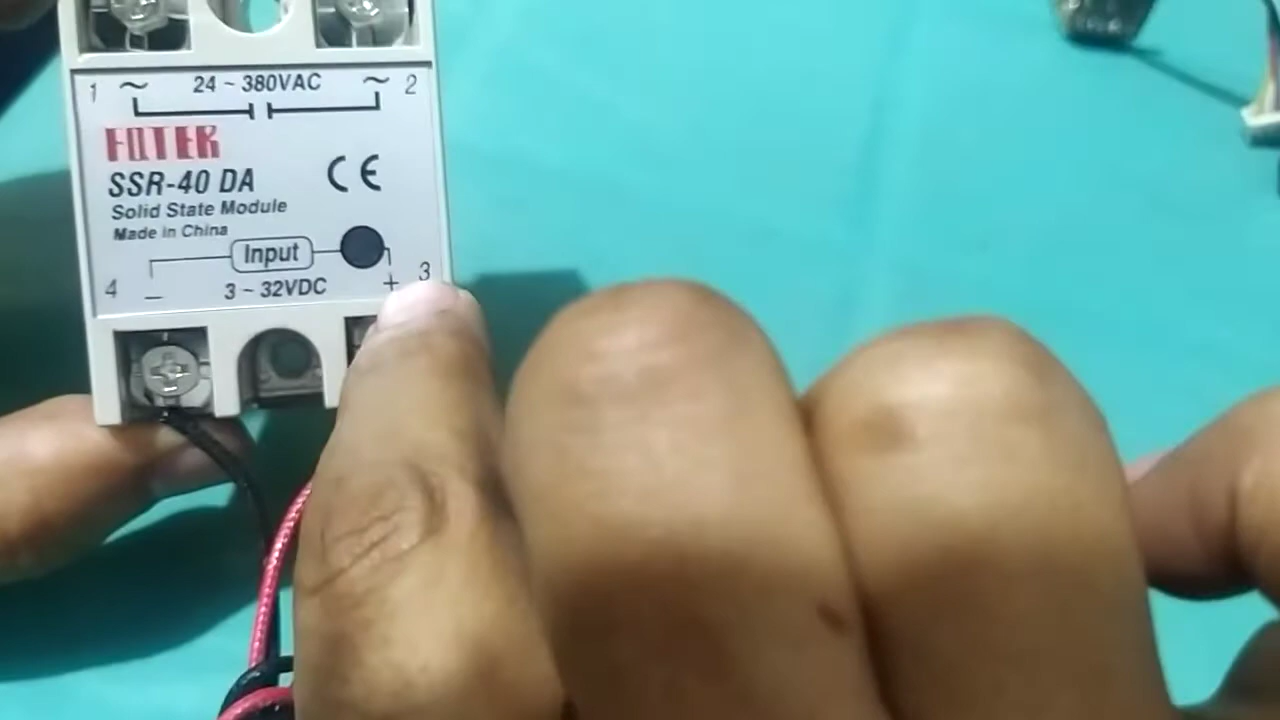 1 ~ 24 ~ 380VAC ~ 2
FQTER
SSR-40 DA
CE
Solid State Module
Made in China
Input
4 − 3 ~ 32VDC + 3